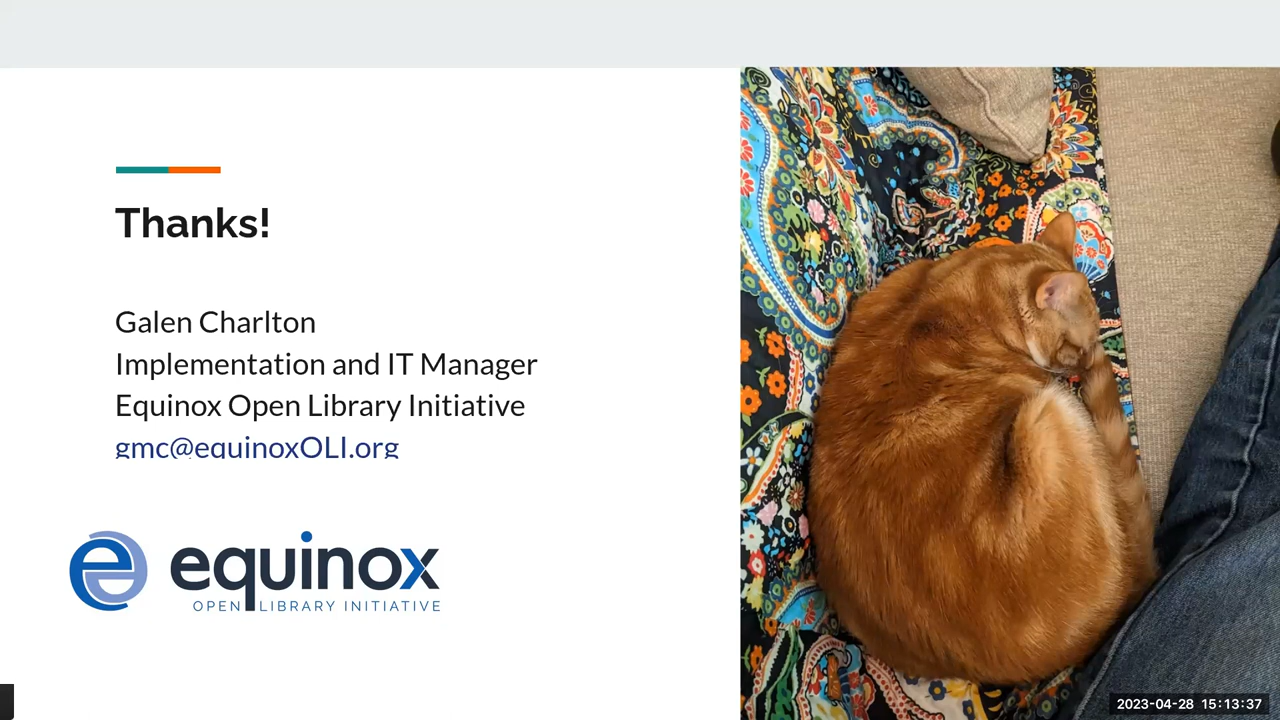 Thanks!
Galen Charlton
Implementation and IT Manager
Equinox Open Library Initiative
gmc@equinoxOLI.org
equinox
OPEN LIBRARY INITIATIVE
2023-04-28 15:13:37